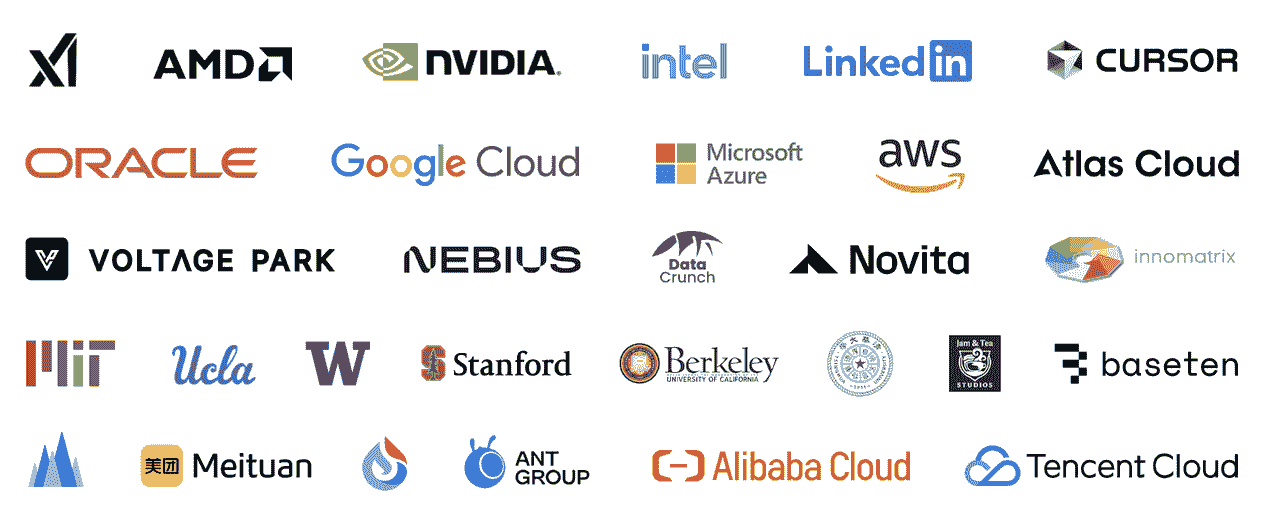 xI
AMD
nVIDIA.
intel
Linkedin
CURSOR
ORACLE
Google Cloud
Microsoft
Azure
aws
Atlas Cloud
VOLTAGE PARK
NEBIUS
Data
Crunch
Novita
innomatrix
MiT
Ucla
W
S Stanford
Berkeley
UNIVERSITY OF CALIFORNIA
Jam & Tea
STUDIOS
baseten
美团 Meituan
ANT
GROUP
Alibaba Cloud
Tencent Cloud